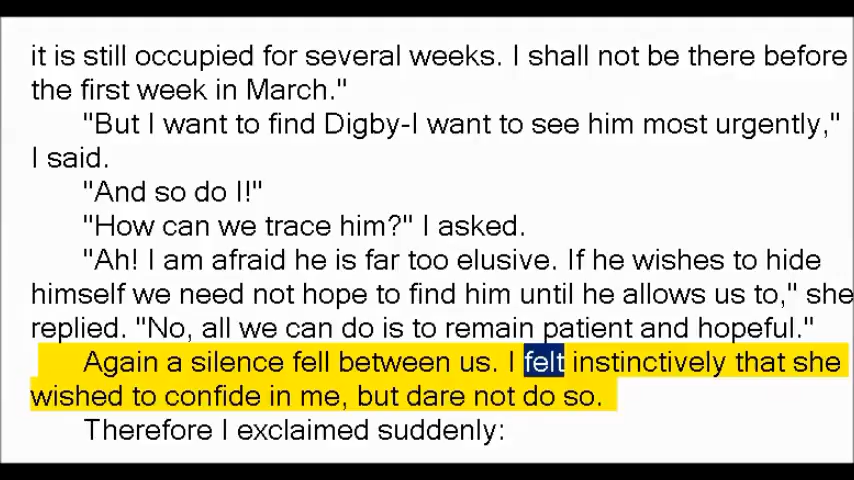 it is still occupied for several weeks. I shall not be there before
the first week in March."
"But I want to find Digby-I want to see him most urgently,"
I said.
"And so do I!"
"How can we trace him?" I asked.
"Ah! I am afraid he is far too elusive. If he wishes to hide
himself we need not hope to find him until he allows us to," she
replied. "No, all we can do is to remain patient and hopeful."
Again a silence fell between us. I felt instinctively that she
wished to confide in me, but dare not do so.
Therefore I exclaimed suddenly: